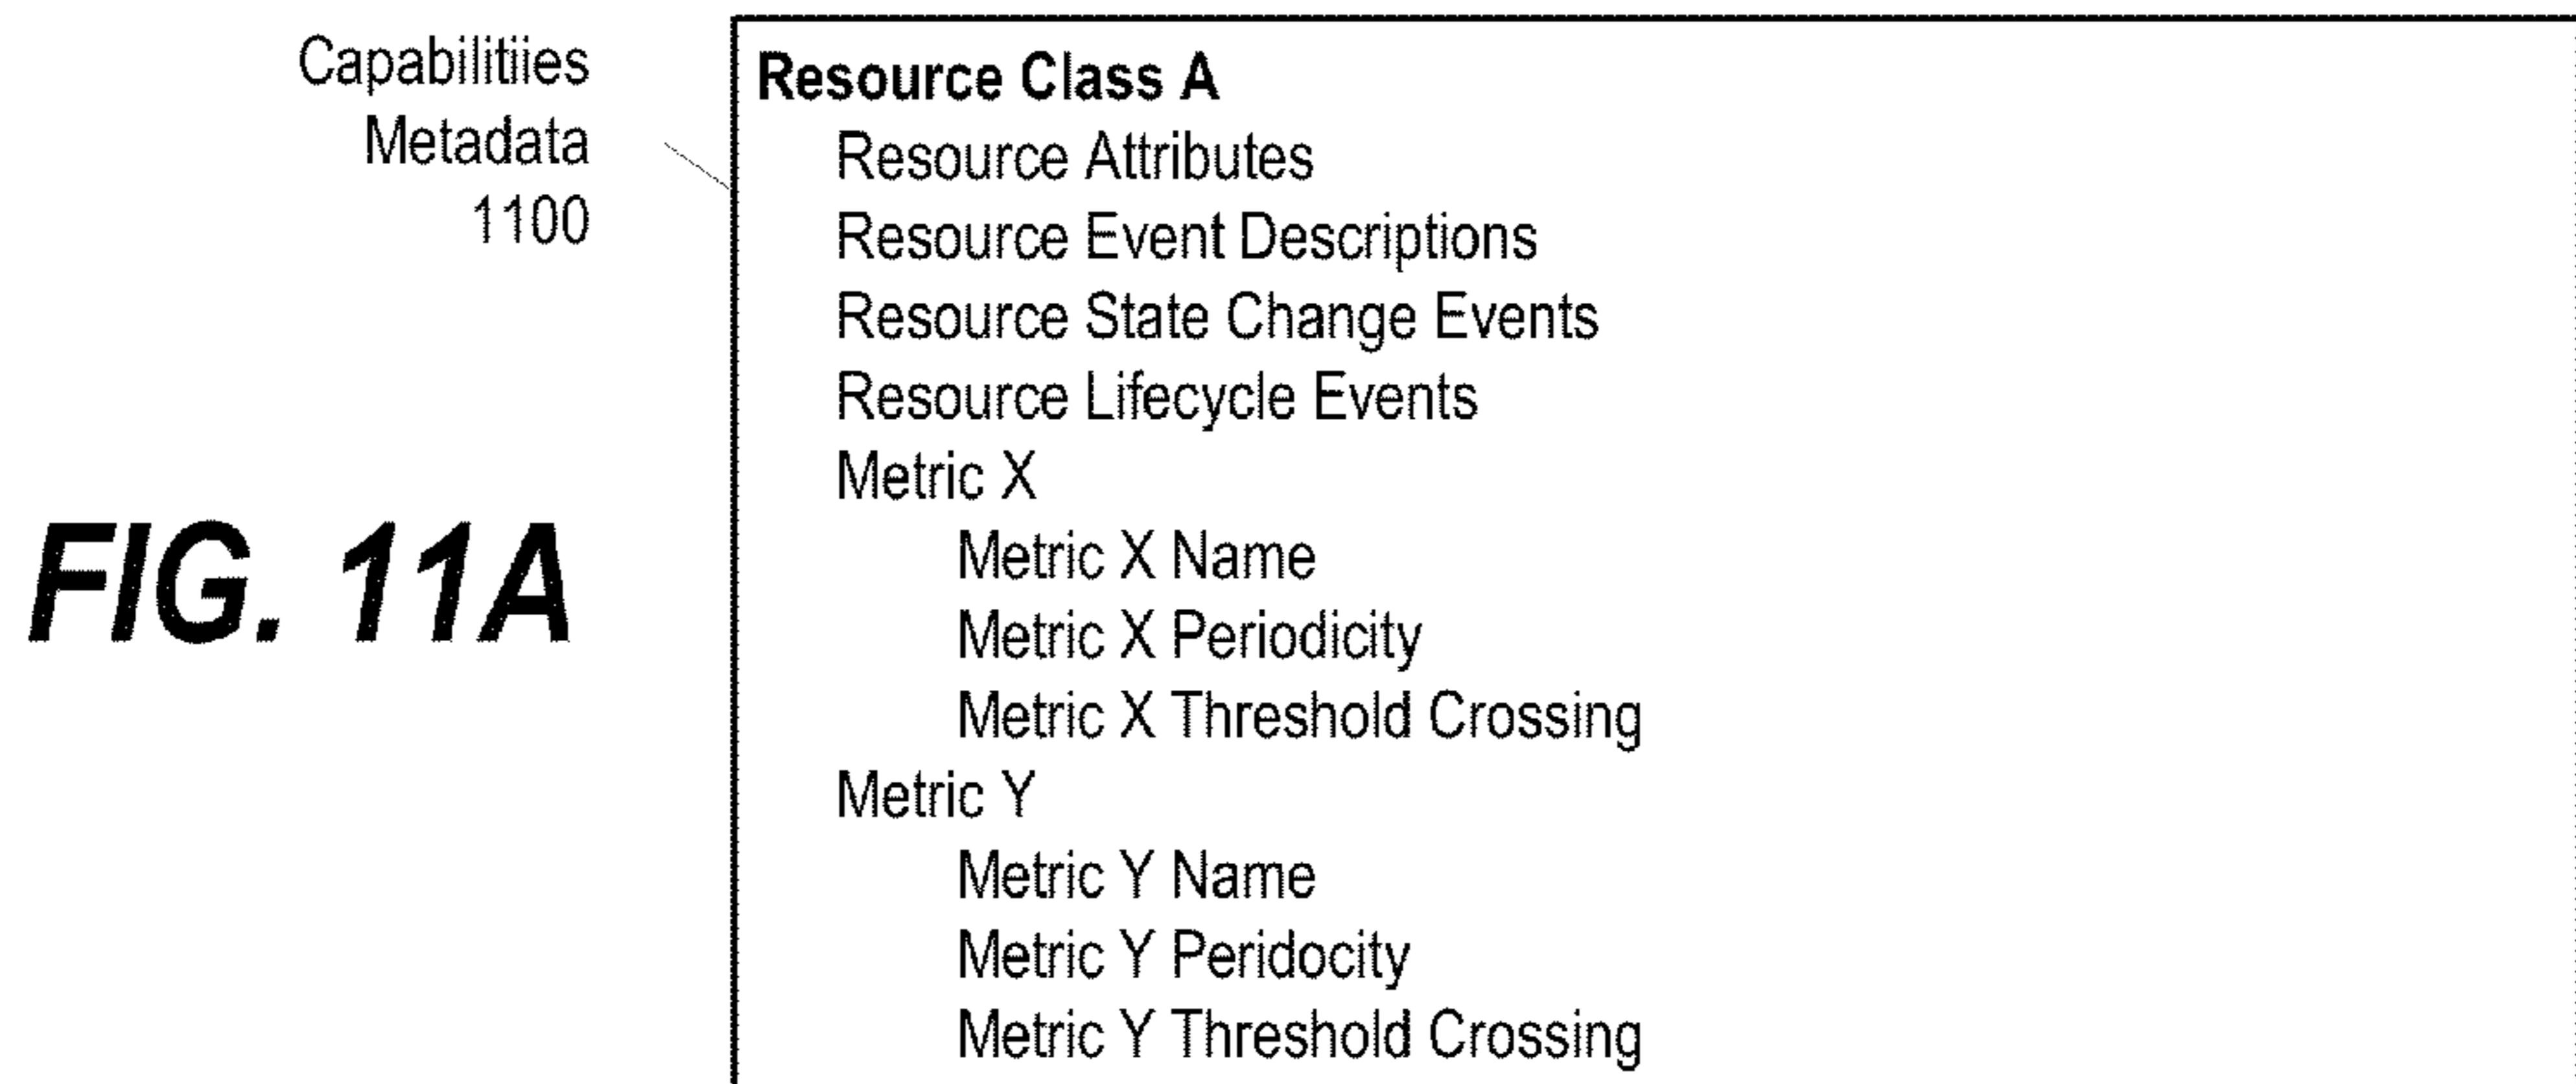 Capabilitiies
Metadata
1100
FIG. 11A
Resource Class A
Resource Attributes
Resource Event Descriptions
Resource State Change Events
Resource Lifecycle Events
Metric X
Metric X Name
Metric X Periodicity
Metric X Threshold Crossing
Metric Y
Metric Y Name
Metric Y Peridocity
Metric Y Threshold Crossing